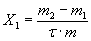 X₁ = (m₂ − m₁) / (τ · m)